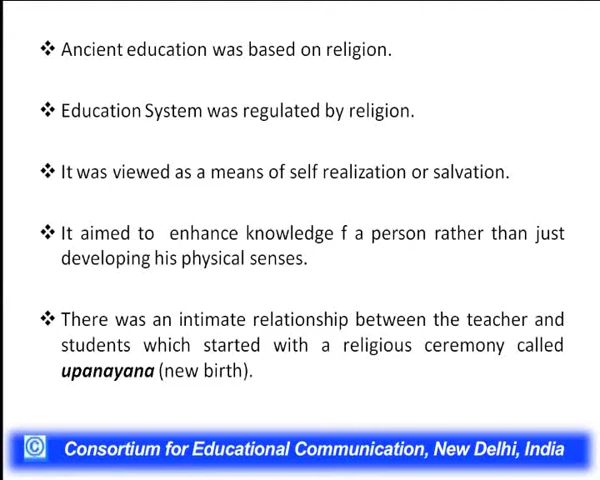 ❖ Ancient education was based on religion.
❖ Education System was regulated by religion.
❖ It was viewed as a means of self realization or salvation.
❖ It aimed to enhance knowledge f a person rather than just
developing his physical senses.
❖ There was an intimate relationship between the teacher and
students which started with a religious ceremony called
upanayana (new birth).
© Consortium for Educational Communication, New Delhi, India